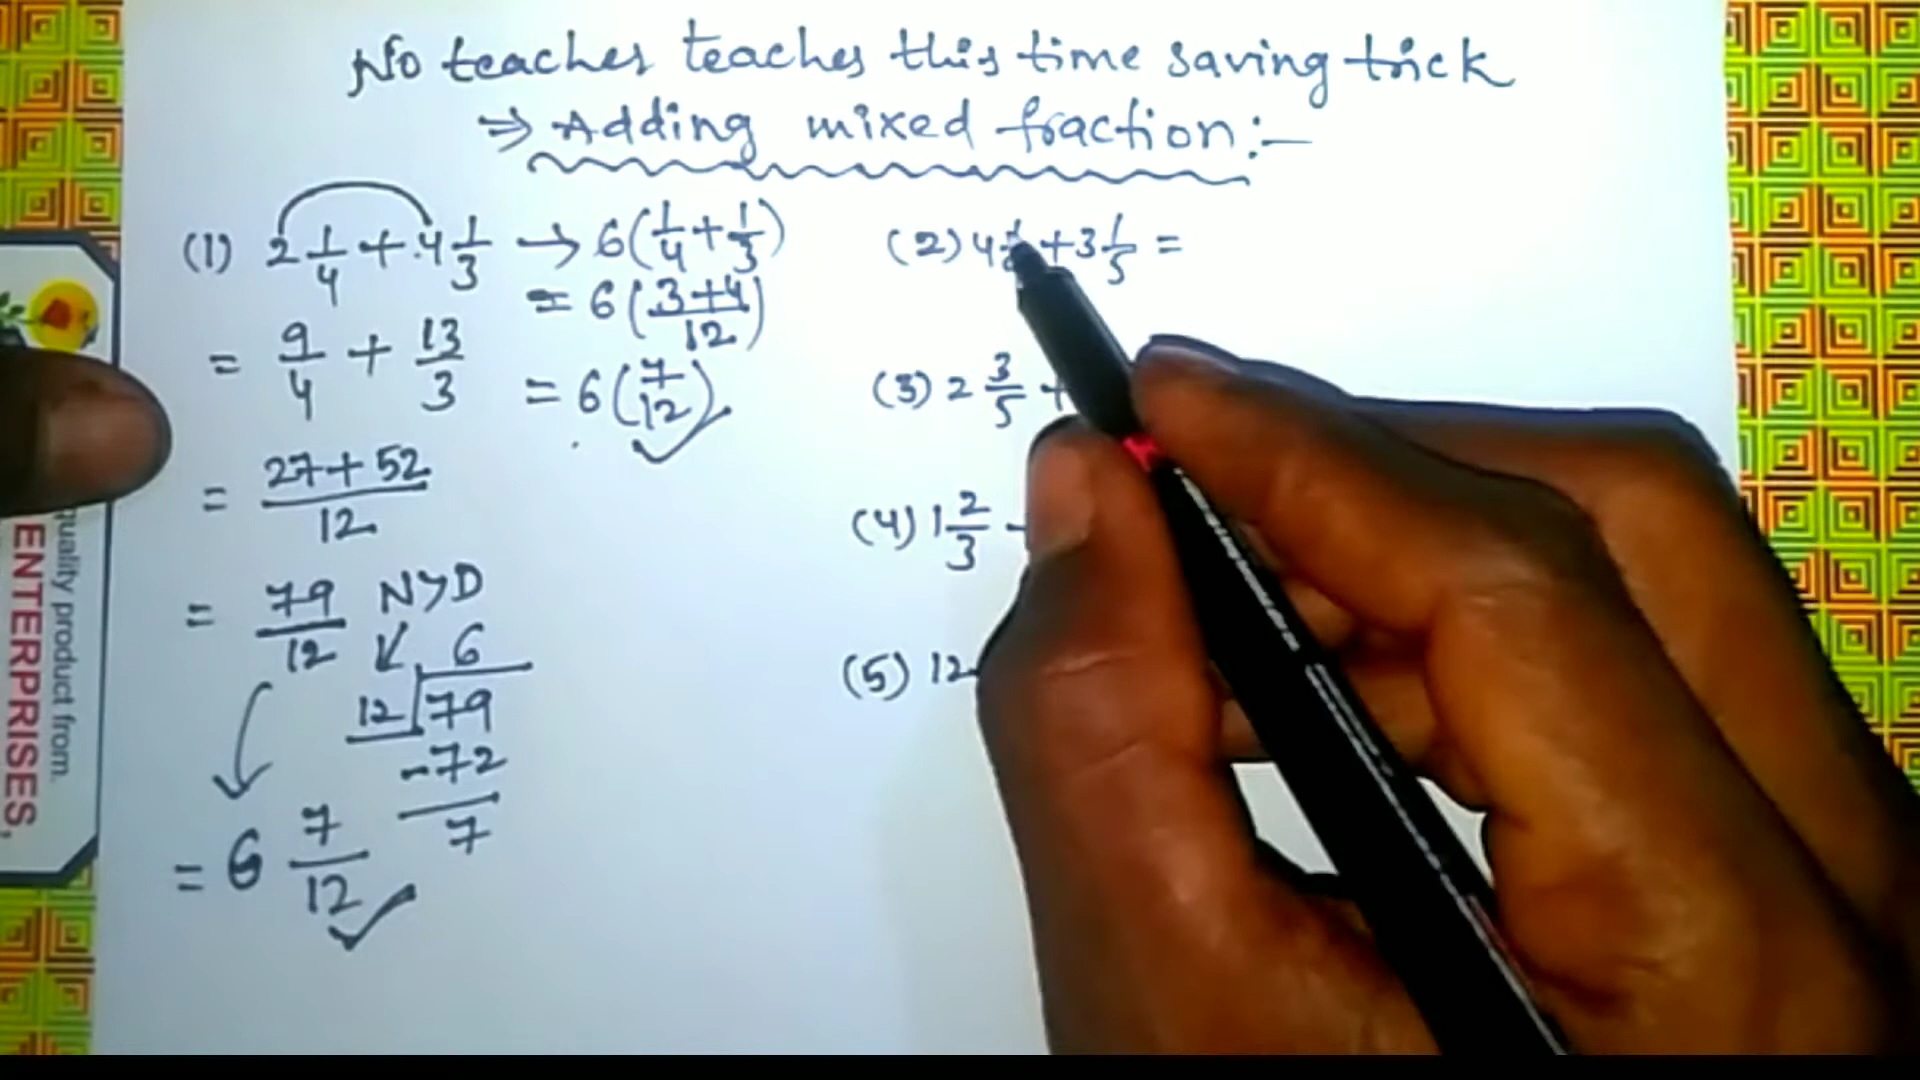 No teacher teaches this time saving trick
⇒ Adding mixed fraction:-
(1) 2 1/4 + 4 1/3 → 6(1/4 + 1/3)
= 6(3+4/12)
= 9/4 + 13/3
= 6(7/12)
= 27+52/12
= 79/12 N>D
6
12 79
-72
7
= 6 7/12
(2) 4 + 3 1/5 =
(3) 2 3/5 +
(4) 1 2/3
(5) 12
quality product from.
ENTERPRISES,